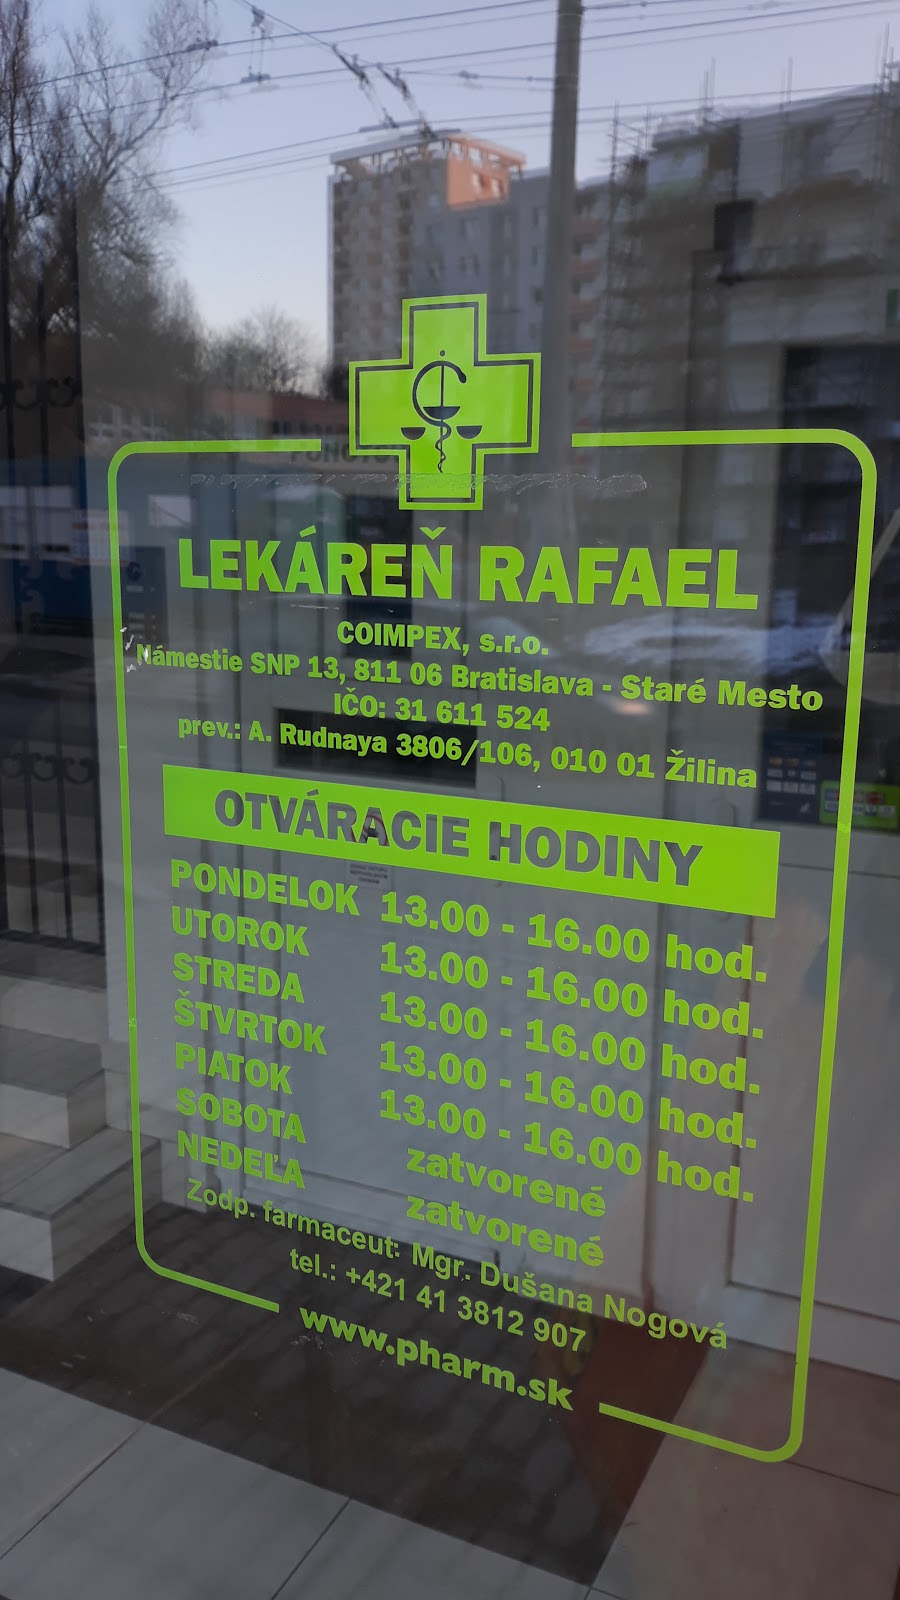 LEKÁREŇ RAFAEL
COIMPEX, s.r.o.
Námestie SNP 13, 811 06 Bratislava - Staré Mesto
IČO: 31 611 524
prev.: A. Rudnaya 3806/106, 010 01 Žilina
OTVÁRACIE HODINY
PONDELOK 13.00 - 16.00 hod.
UTOROK 13.00 - 16.00 hod.
STREDA 13.00 - 16.00 hod.
ŠTVRTOK 13.00 - 16.00 hod.
PIATOK 13.00 - 16.00 hod.
SOBOTA zatvorené
NEDEĽA zatvorené
Zodp. farmaceut: Mgr. Dušana Nogová
tel.: +421 41 3812 907
www.pharm.sk